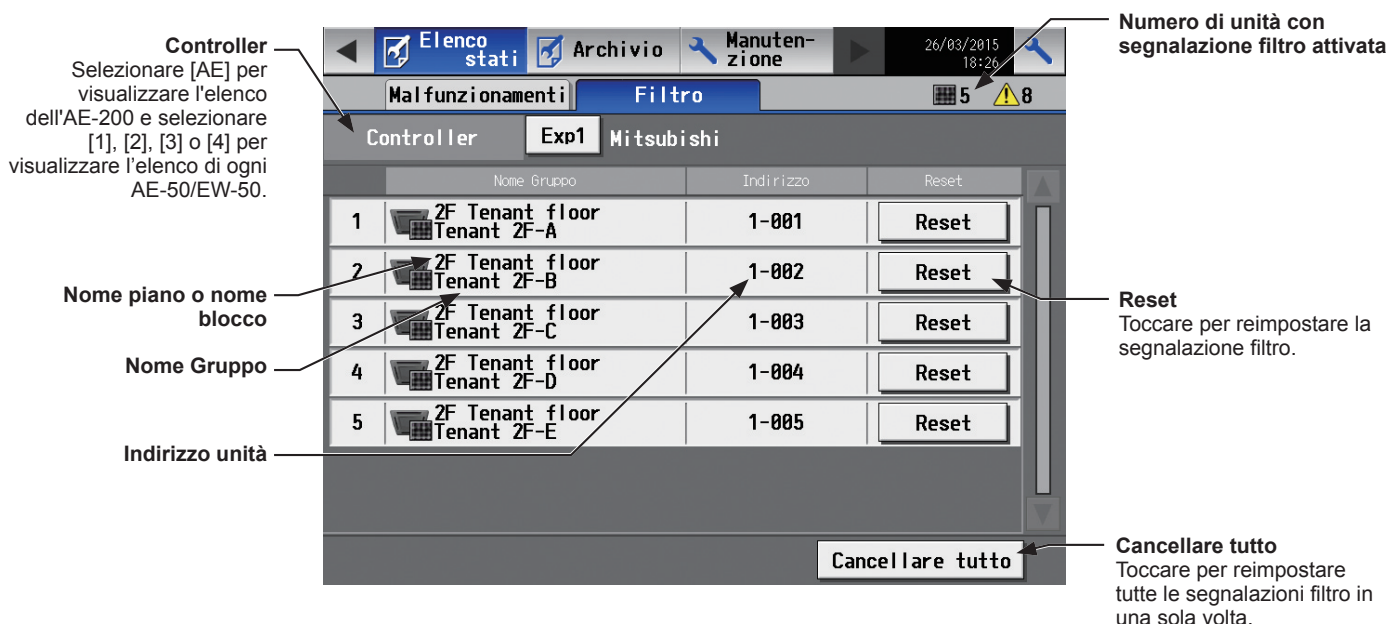 Controller
Selezionare [AE] per
visualizzare l'elenco
dell'AE-200 e selezionare
[1], [2], [3] o [4] per
visualizzare l’elenco di ogni
AE-50/EW-50.
Nome piano o nome
blocco
Nome Gruppo
Indirizzo unità
Elenco
stati
Archivio
Manuten-
zione
26/03/2015
18:26
Malfunzionamenti
Filtro
5
8
Controller
Exp1
Mitsubishi
Nome Gruppo
Indirizzo
Reset
1
2F Tenant floor
Tenant 2F-A
1-001
Reset
2
2F Tenant floor
Tenant 2F-B
1-002
Reset
3
2F Tenant floor
Tenant 2F-C
1-003
Reset
4
2F Tenant floor
Tenant 2F-D
1-004
Reset
5
2F Tenant floor
Tenant 2F-E
1-005
Reset
Cancellare tutto
Numero di unità con
segnalazione filtro attivata
Reset
Toccare per reimpostare la
segnalazione filtro.
Cancellare tutto
Toccare per reimpostare
tutte le segnalazioni filtro in
una sola volta.